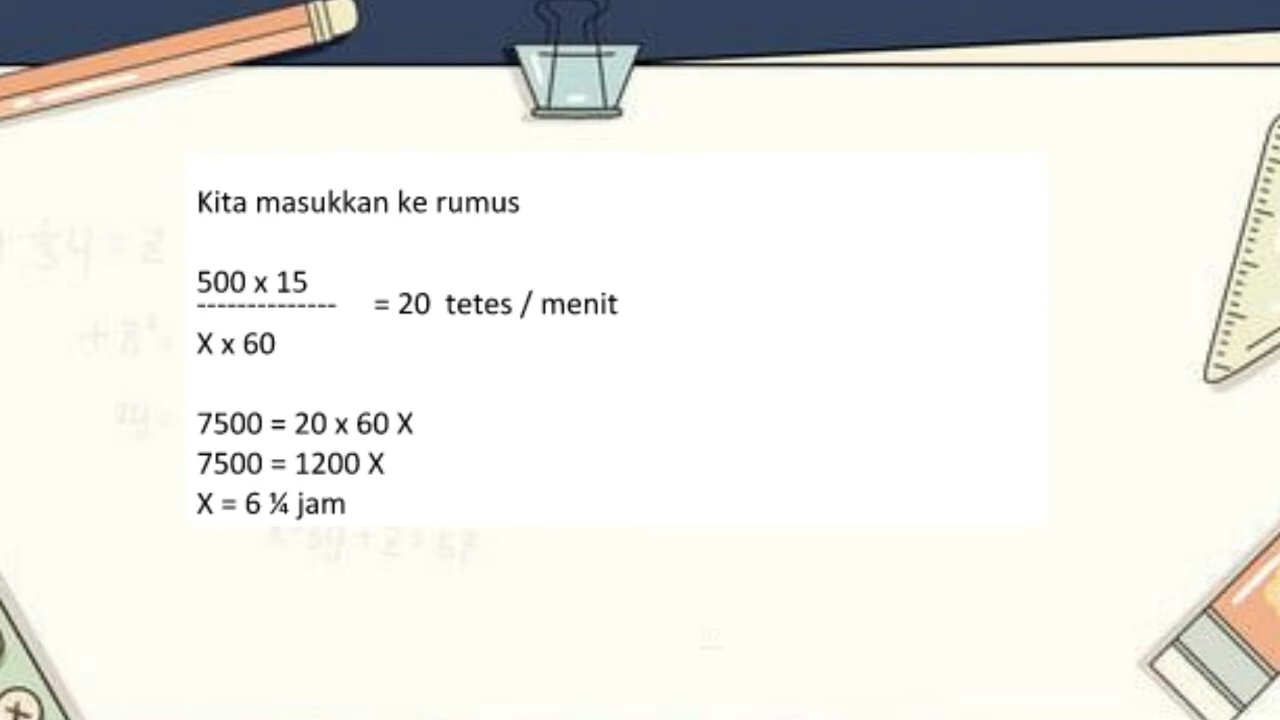 Kita masukkan ke rumus
500 x 15
-------------- = 20 tetes / menit
X x 60
7500 = 20 x 60 X
7500 = 1200 X
X = 6 ¼ jam